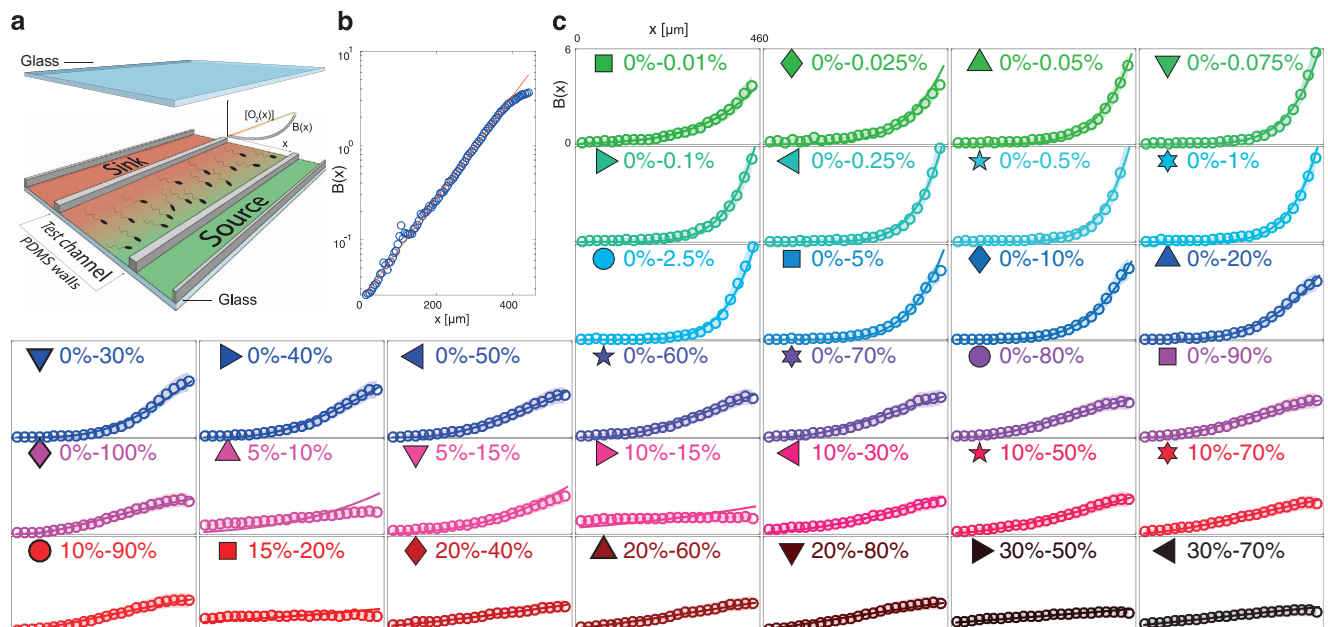 a
Glass
[O2(x)]
B(x)
x
Sink
Source
Test channel
PDMS walls
Glass
b
10^1
10^0
10^-1
B(x)
0
200
400
x [μm]
c
x [μm]
0
460
6
B(x)
0
0%-0.01%
0%-0.025%
0%-0.05%
0%-0.075%
0%-0.1%
0%-0.25%
0%-0.5%
0%-1%
0%-2.5%
0%-5%
0%-10%
0%-20%
0%-30%
0%-40%
0%-50%
0%-60%
0%-70%
0%-80%
0%-90%
0%-100%
5%-10%
5%-15%
10%-15%
10%-30%
10%-50%
10%-70%
10%-90%
15%-20%
20%-40%
20%-60%
20%-80%
30%-50%
30%-70%